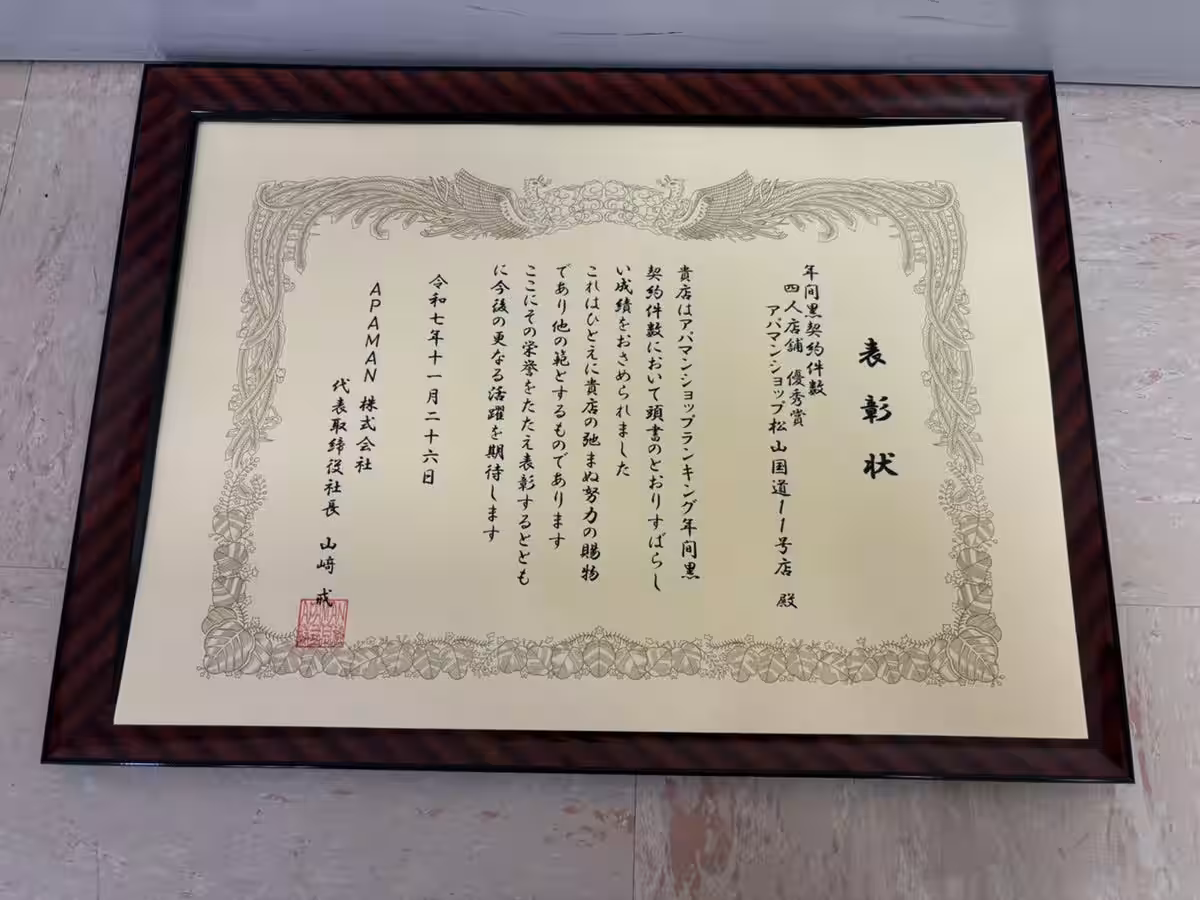 表彰状
年間黒契約件数
四人店舗 優秀賞
アパマンショップ松山国道11号店 殿
貴店はアパマンショップランキング年間黒
契約件数において頭書のとおりすばらし
い成績をおさめられました
これはひとえに貴店の弛まぬ努力の賜物
であり他の範とするものであります
ここにその栄誉をたたえ表彰するととも
に今後の更なる活躍を期待します
令和七年十一月二十六日
APAMAN 株式会社
代表取締役社長 山﨑 戒
APAMAN